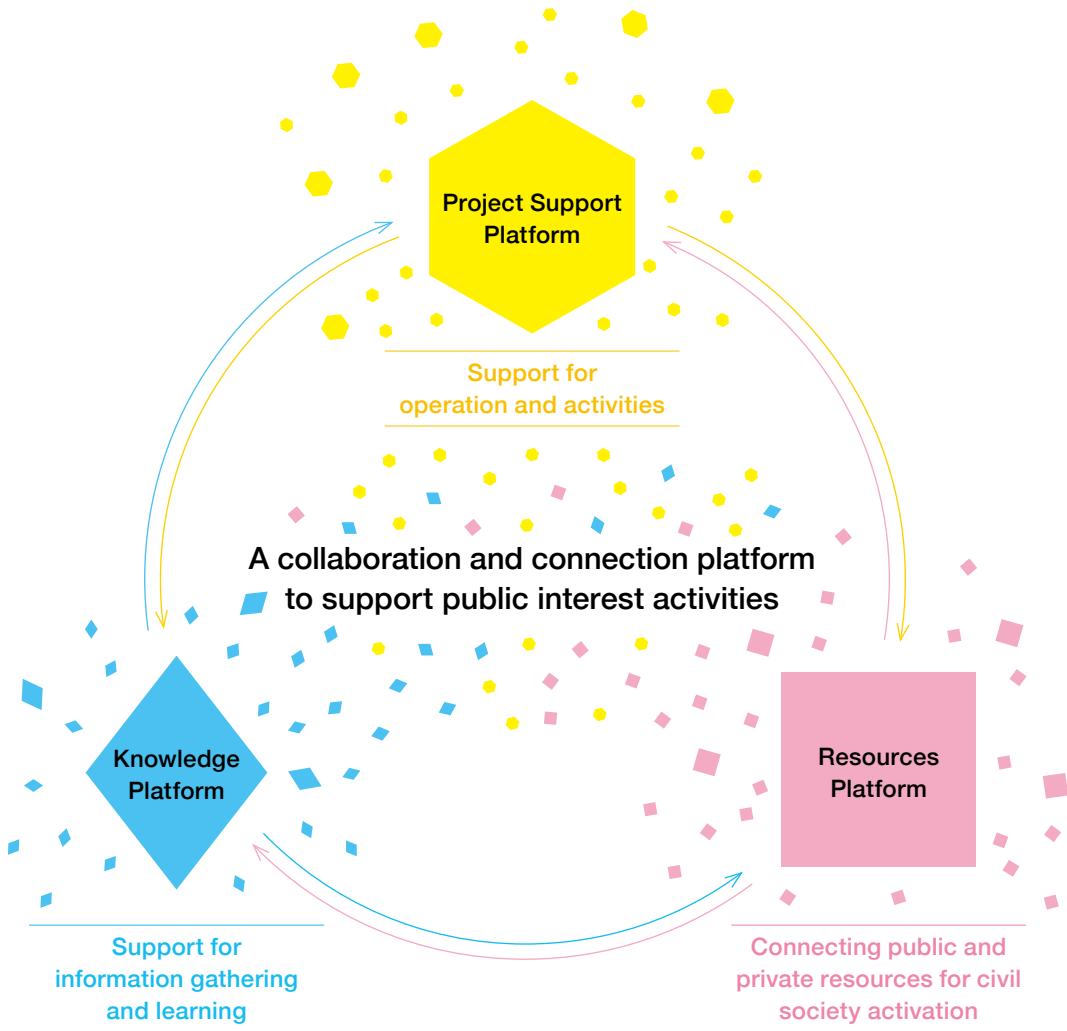 Project Support
Platform
Support for
operation and activities
A collaboration and connection platform
to support public interest activities
Knowledge
Platform
Support for
information gathering
and learning
Resources
Platform
Connecting public and
private resources for civil
society activation